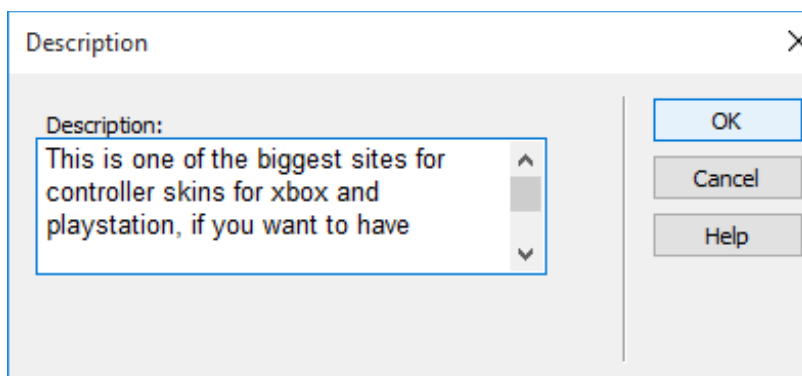 Description
Description:
This is one of the biggest sites for
controller skins for xbox and
playstation, if you want to have
OK
Cancel
Help